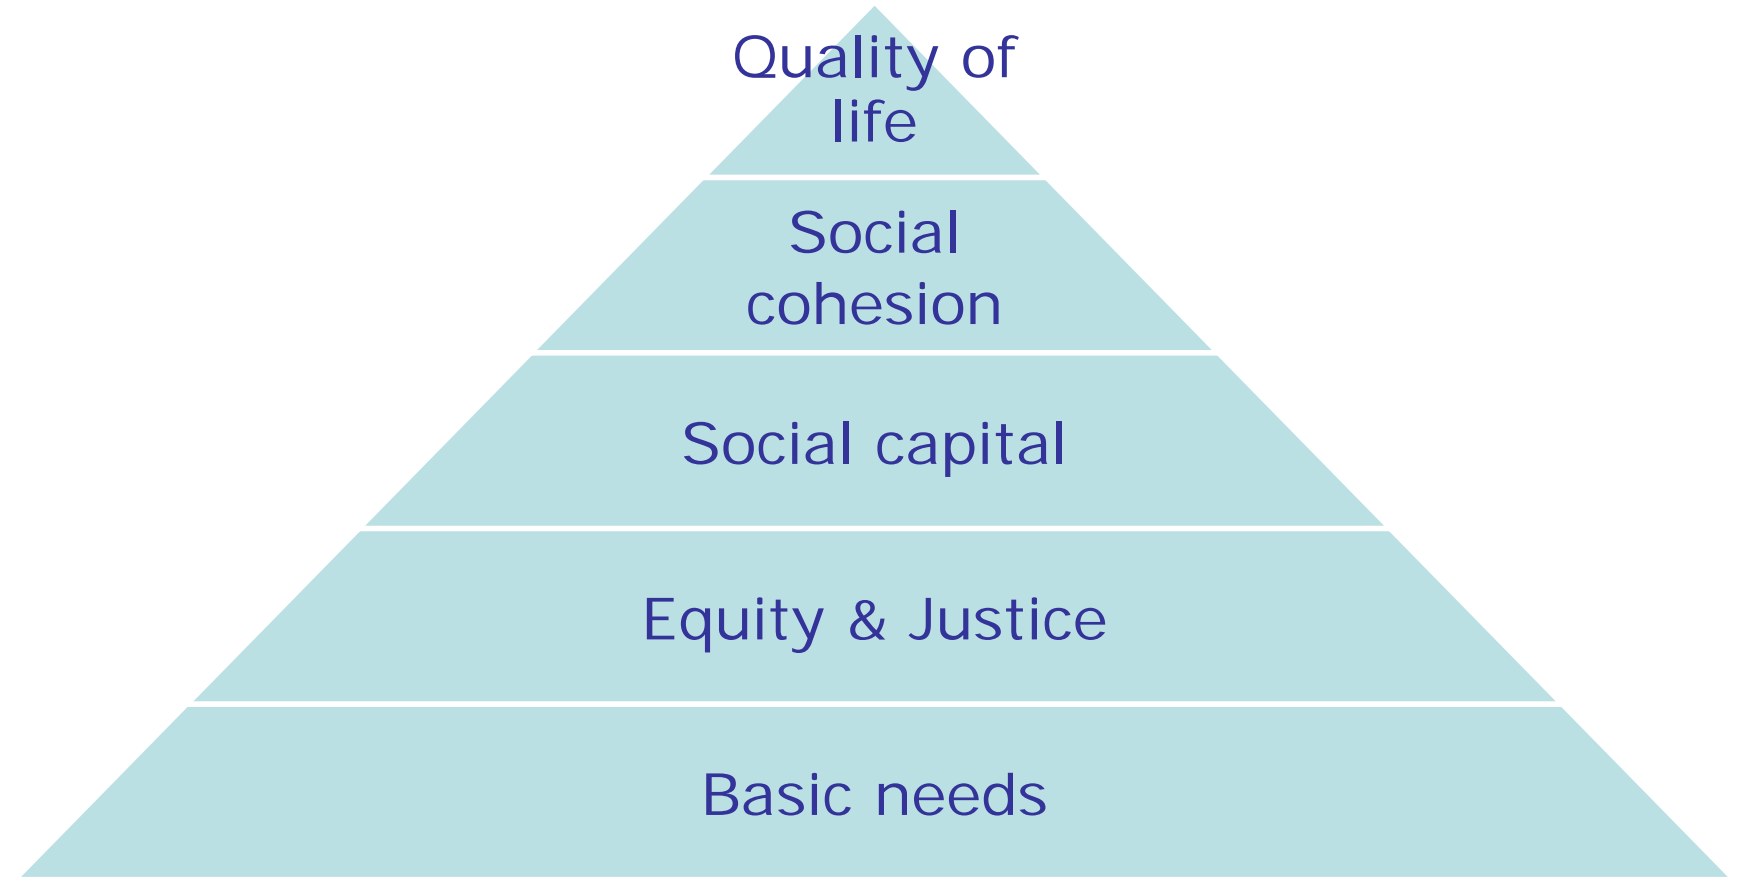 Quality of
life
Social
cohesion
Social capital
Equity & Justice
Basic needs